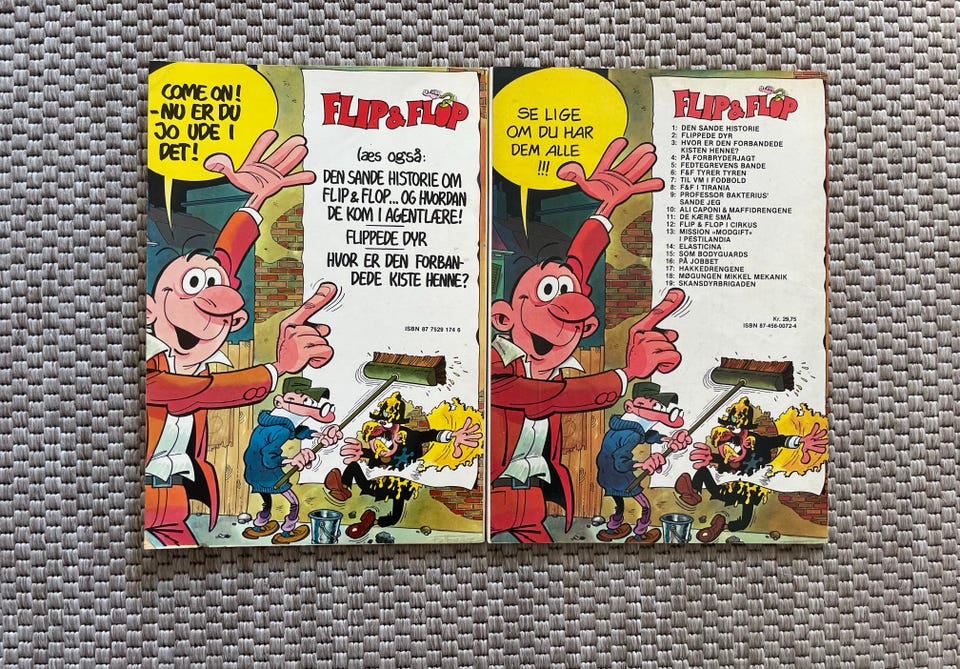 COME ON!
-NU ER DU
JO UDE I
DET!
FLIP & FLOP
læs også:
DEN SANDE HISTORIE OM
FLIP & FLOP... OG HVORDAN
DE KOM I AGENTLÆRE!
FLIPPEDE DYR
HVOR ER DEN FORBAN-
DEDE KISTE HENNE?
ISBN 87 7529 174 6
SE LIGE
OM DU HAR
DEM ALLE
!!!
FLIP & FLOP
1: DEN SANDE HISTORIE
2: FLIPPEDE DYR
3: HVOR ER DEN FORBANDEDE
KISTEN HENNE?
4: PÅ FORBRYDERJAGT
5: FEDTEGREVENS BANDE
6: F&F TYRER TYREN
7: TIL VM I FODBOLD
8: F&F I TIRANIA
9: PROFESSOR BAKTERIUS'
SANDE JEG
10: ALI CAPONI & MAFFIDRENGENE
11: DE KÆRE SMÅ
12: FLIP & FLOP I CIRKUS
13: MISSION »MODGIFT«
I PESTILANDIA
14: ELASTICINA
15: SOM BODYGUARDS
16: PÅ JOBBET
17: HAKKEDRENGENE
18: MØGUNGEN MIKKEL MEKANIK
19: SKANSDYRBRIGADEN
Kr. 29,75
ISBN 87-456-0072-4